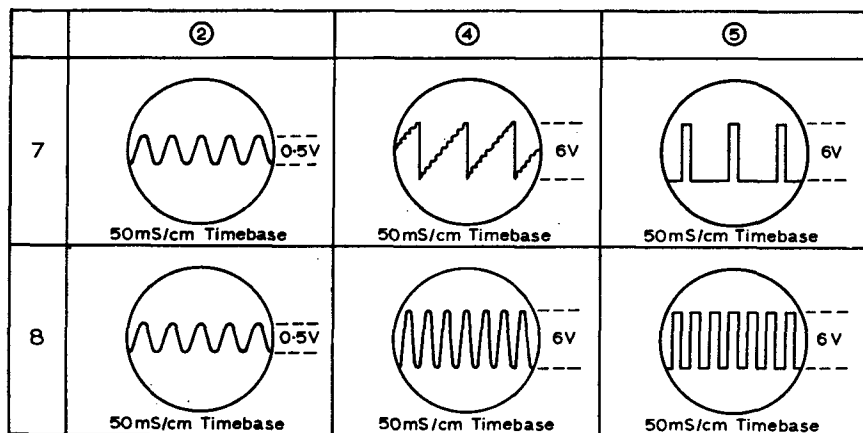 ② ④ ⑤
7 0·5V 6V 6V
50mS/cm Timebase 50mS/cm Timebase 50mS/cm Timebase
8 0·5V 6V 6V
50mS/cm Timebase 50mS/cm Timebase 50mS/cm Timebase